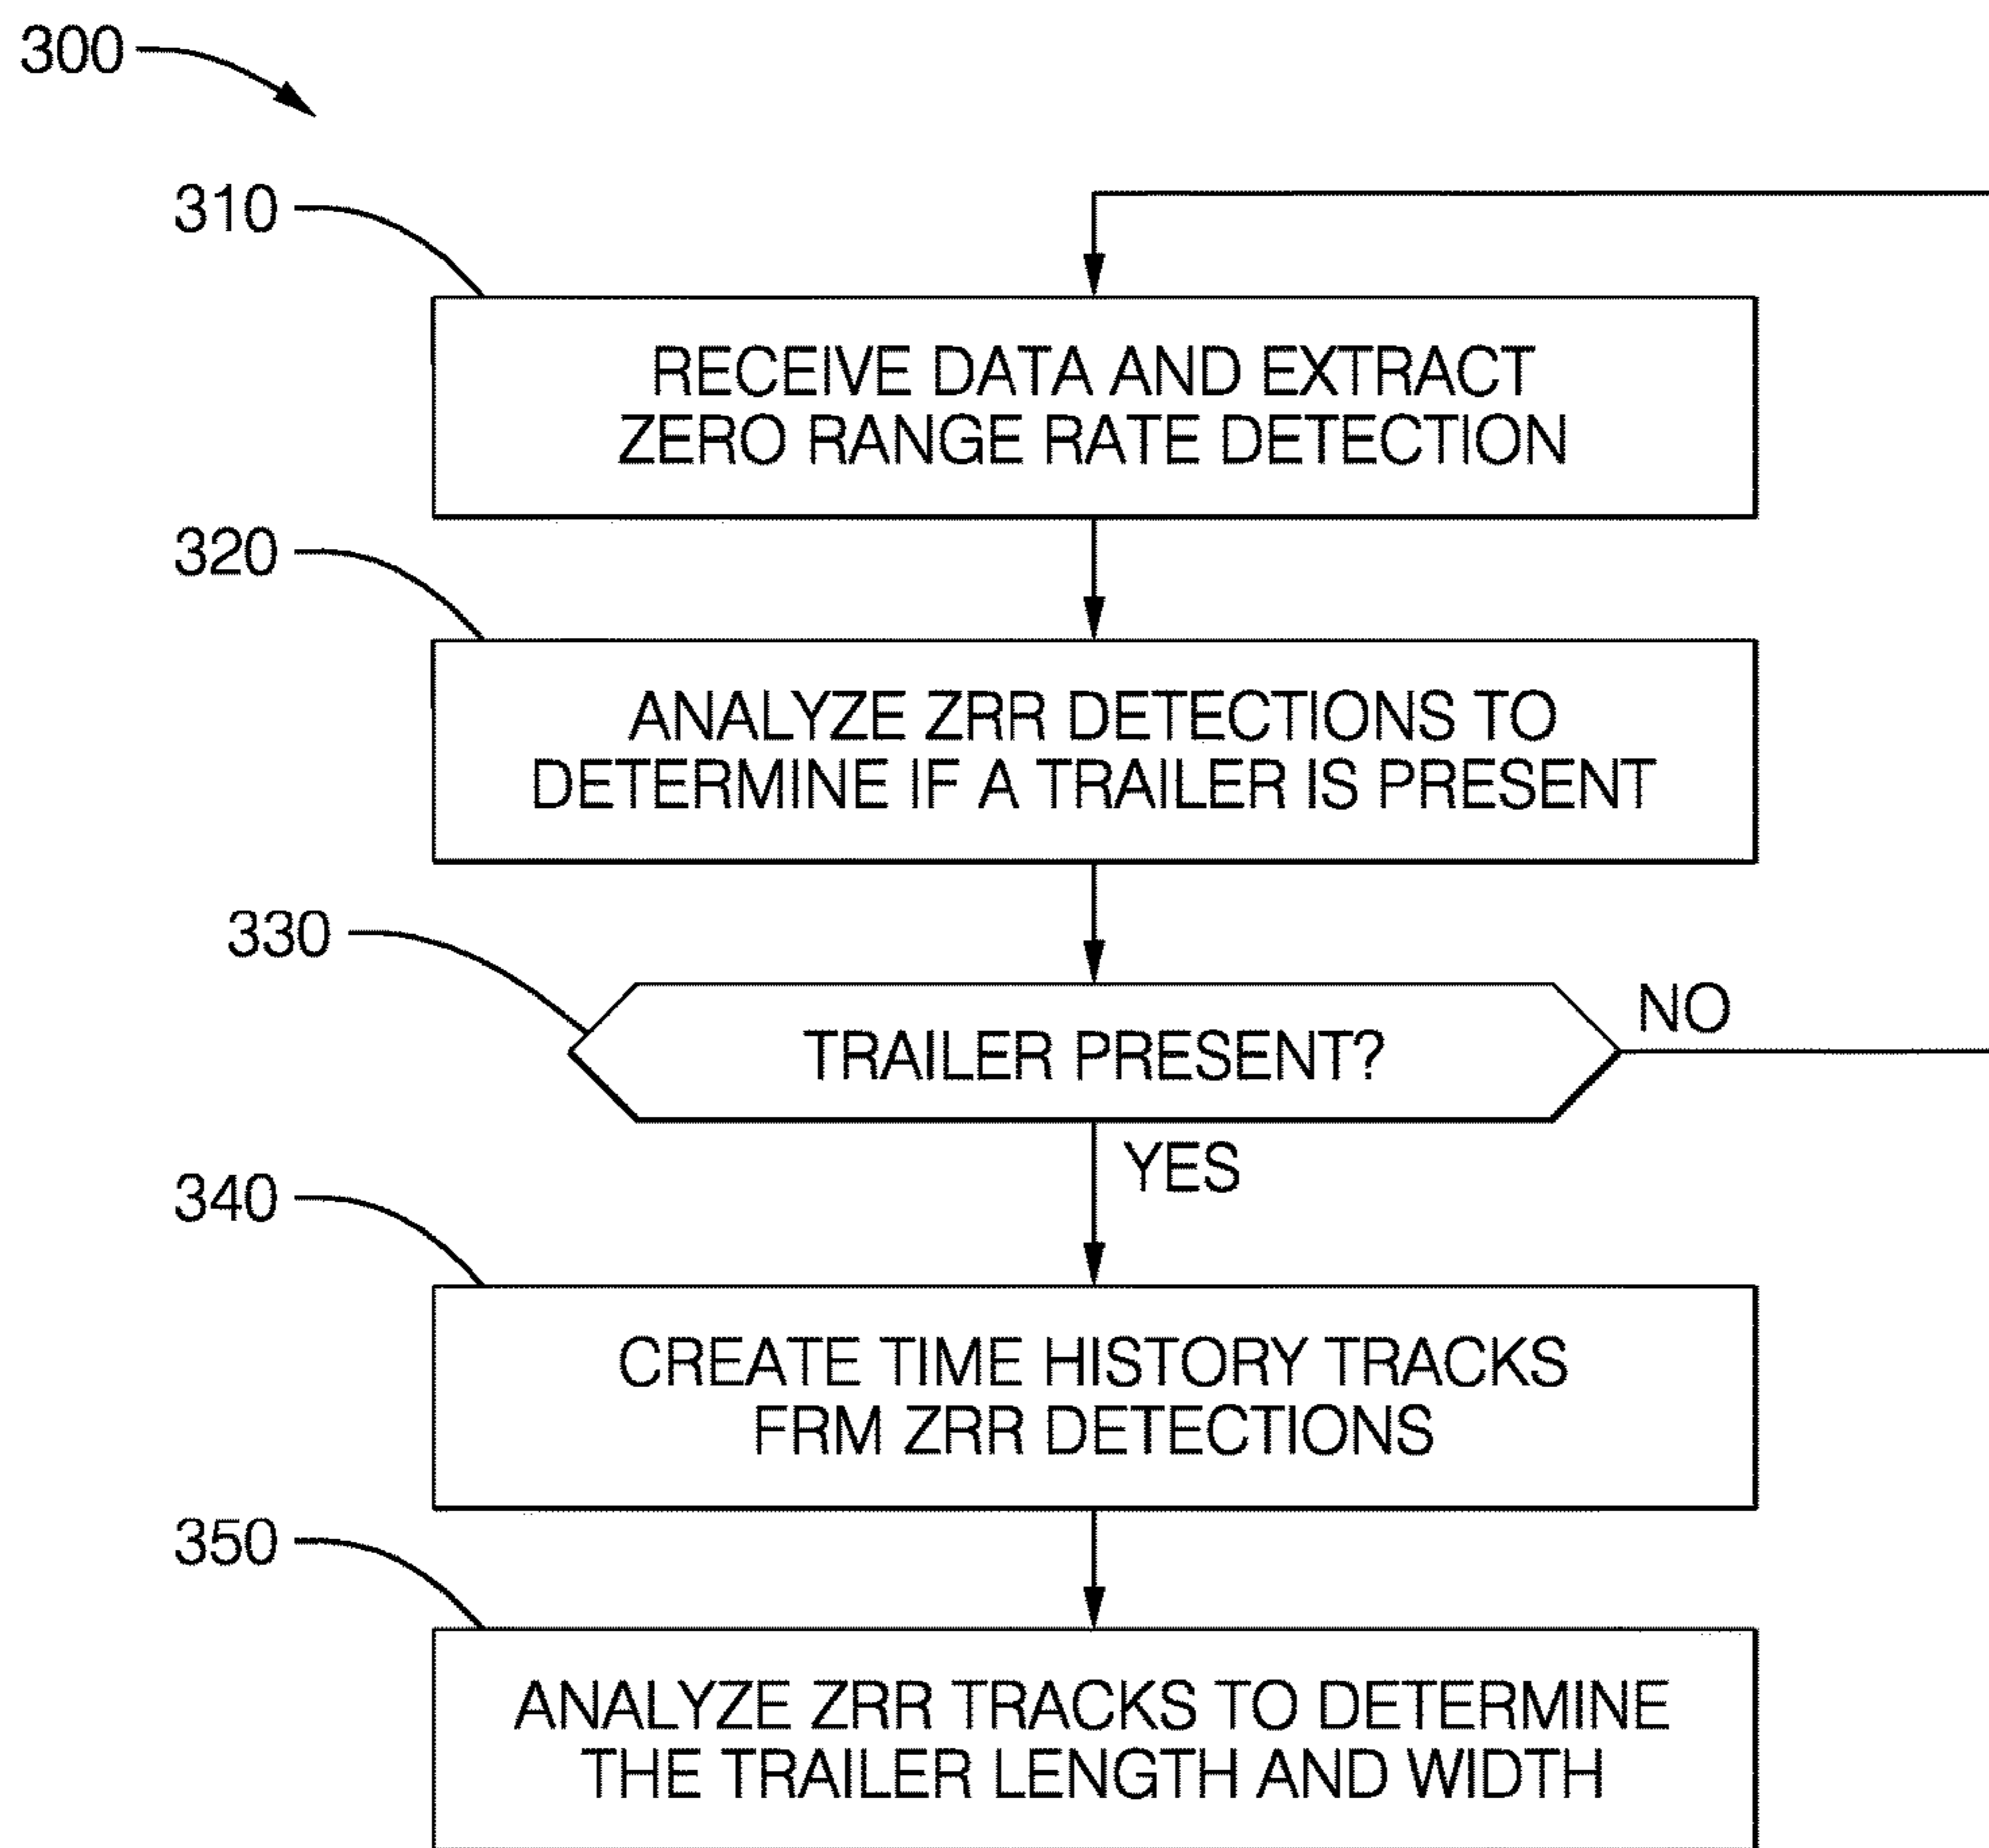 300
310
RECEIVE DATA AND EXTRACT
ZERO RANGE RATE DETECTION
320
ANALYZE ZRR DETECTIONS TO
DETERMINE IF A TRAILER IS PRESENT
330
TRAILER PRESENT?
NO
YES
340
CREATE TIME HISTORY TRACKS
FRM ZRR DETECTIONS
350
ANALYZE ZRR TRACKS TO DETERMINE
THE TRAILER LENGTH AND WIDTH